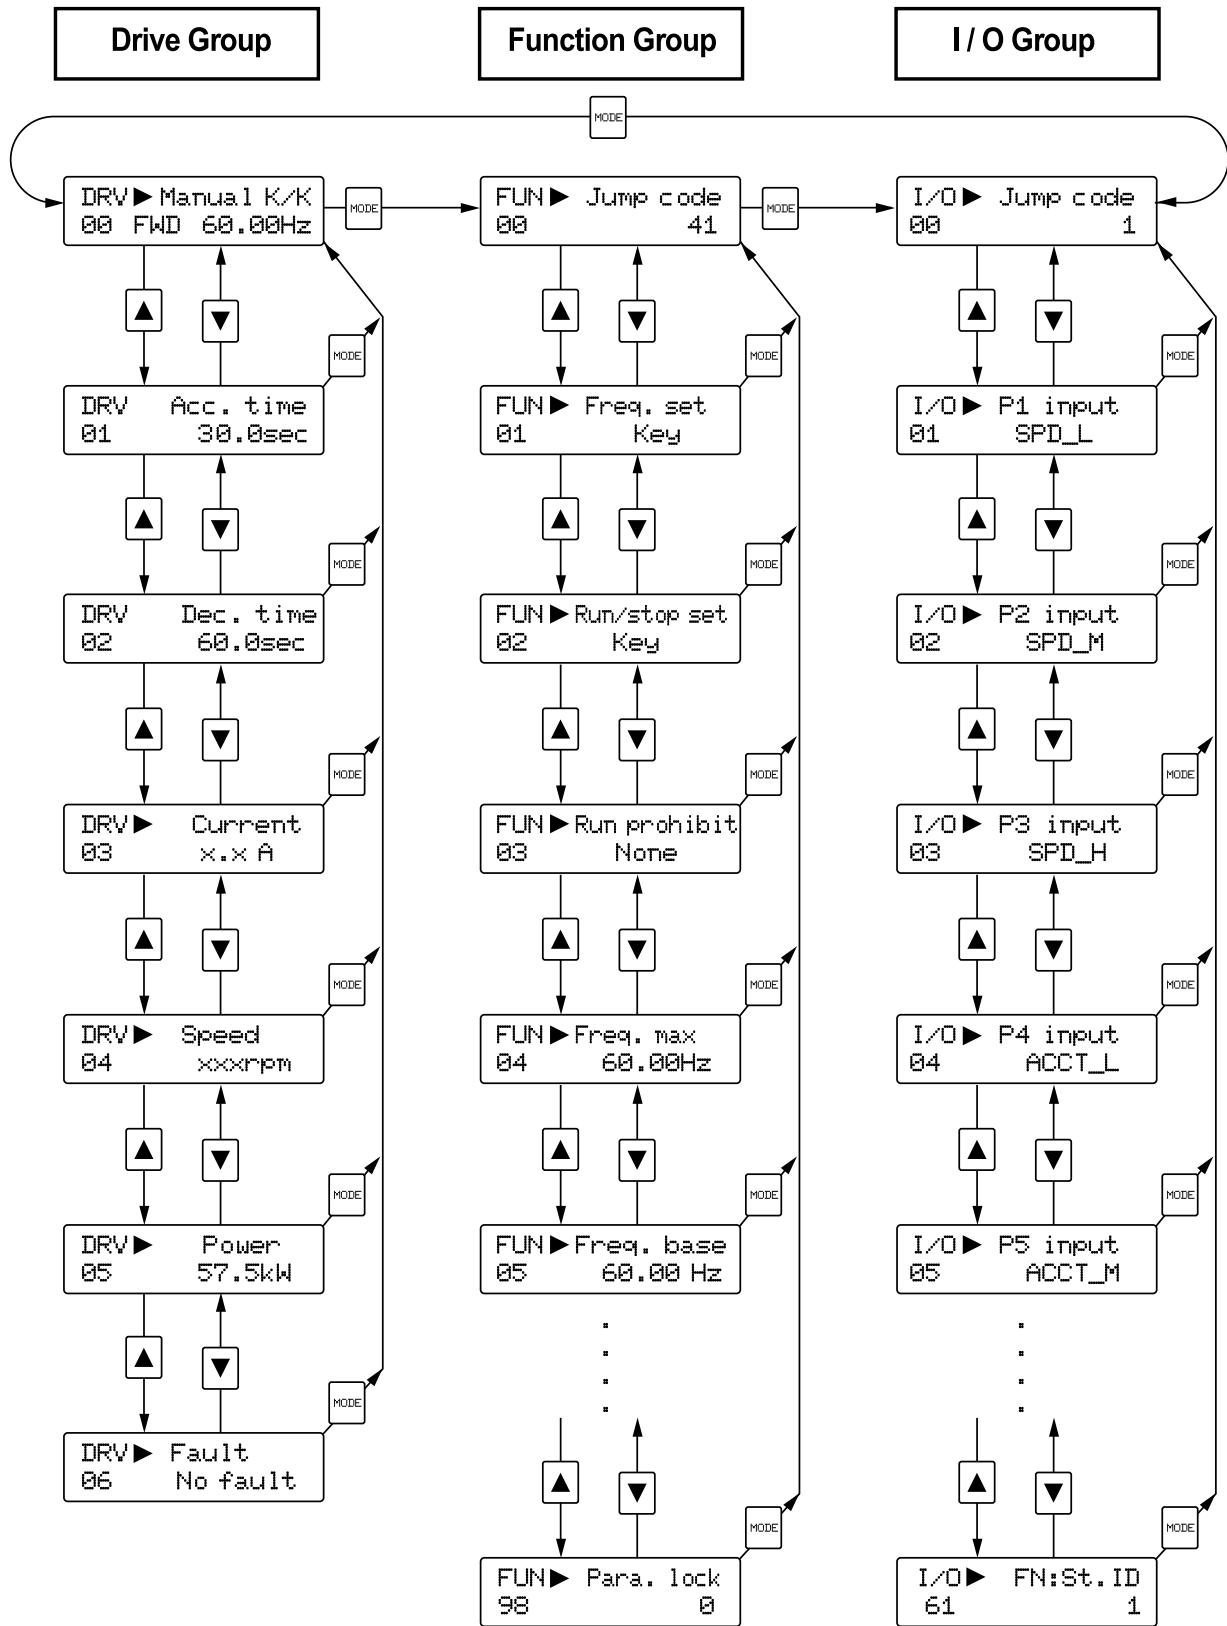 Drive Group
Function Group
I / O Group
MODE
DRV► Manual K/K
00 FWD 60.00Hz
MODE
FUN► Jump code
00 41
MODE
I/O► Jump code
00 1
▲ ▼
▲ ▼
▲ ▼
MODE
MODE
MODE
DRV Acc. time
01 30.0sec
FUN► Freq. set
01 Key
I/O► P1 input
01 SPD_L
▲ ▼
▲ ▼
▲ ▼
MODE
MODE
MODE
DRV Dec. time
02 60.0sec
FUN► Run/stop set
02 Key
I/O► P2 input
02 SPD_M
▲ ▼
▲ ▼
▲ ▼
MODE
MODE
MODE
DRV► Current
03 x.x A
FUN► Run prohibit
03 None
I/O► P3 input
03 SPD_H
▲ ▼
▲ ▼
▲ ▼
MODE
MODE
MODE
DRV► Speed
04 xxxrpm
FUN► Freq. max
04 60.00Hz
I/O► P4 input
04 ACCT_L
▲ ▼
▲ ▼
▲ ▼
MODE
MODE
MODE
DRV► Power
05 57.5kW
FUN► Freq. base
05 60.00 Hz
I/O► P5 input
05 ACCT_M
▲ ▼
MODE
DRV► Fault
06 No fault
▲ ▼
▲ ▼
MODE
MODE
FUN► Para. lock
98 0
I/O► FN:St.ID
61 1